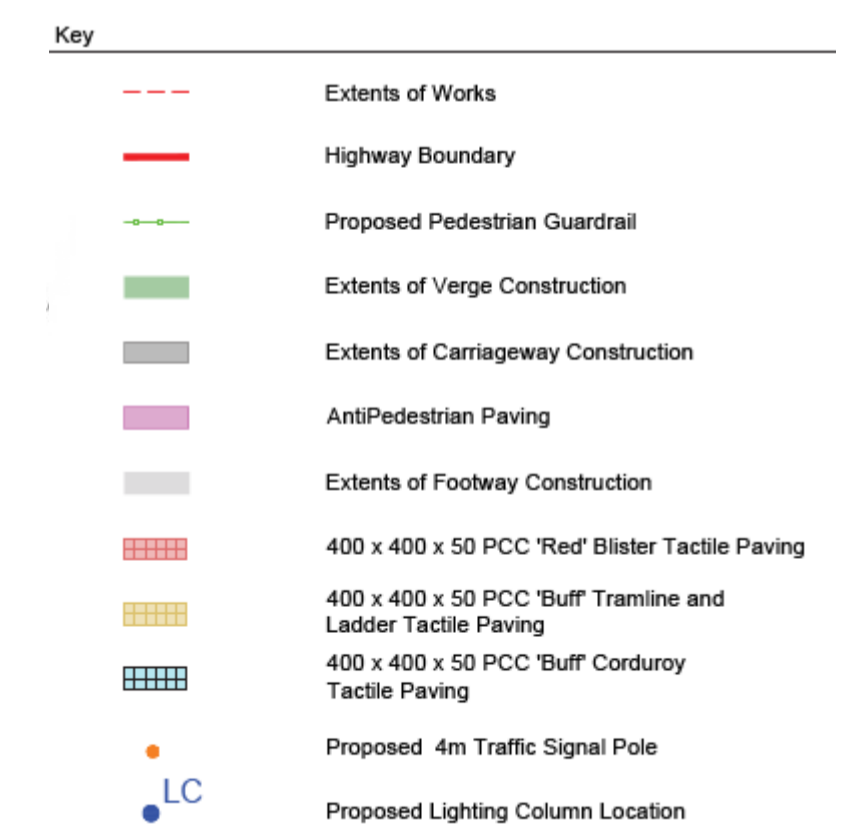 Key
Extents of Works
Highway Boundary
Proposed Pedestrian Guardrail
Extents of Verge Construction
Extents of Carriageway Construction
AntiPedestrian Paving
Extents of Footway Construction
400 x 400 x 50 PCC 'Red' Blister Tactile Paving
400 x 400 x 50 PCC 'Buff' Tramline and
Ladder Tactile Paving
400 x 400 x 50 PCC 'Buff' Corduroy
Tactile Paving
Proposed 4m Traffic Signal Pole
LC
Proposed Lighting Column Location